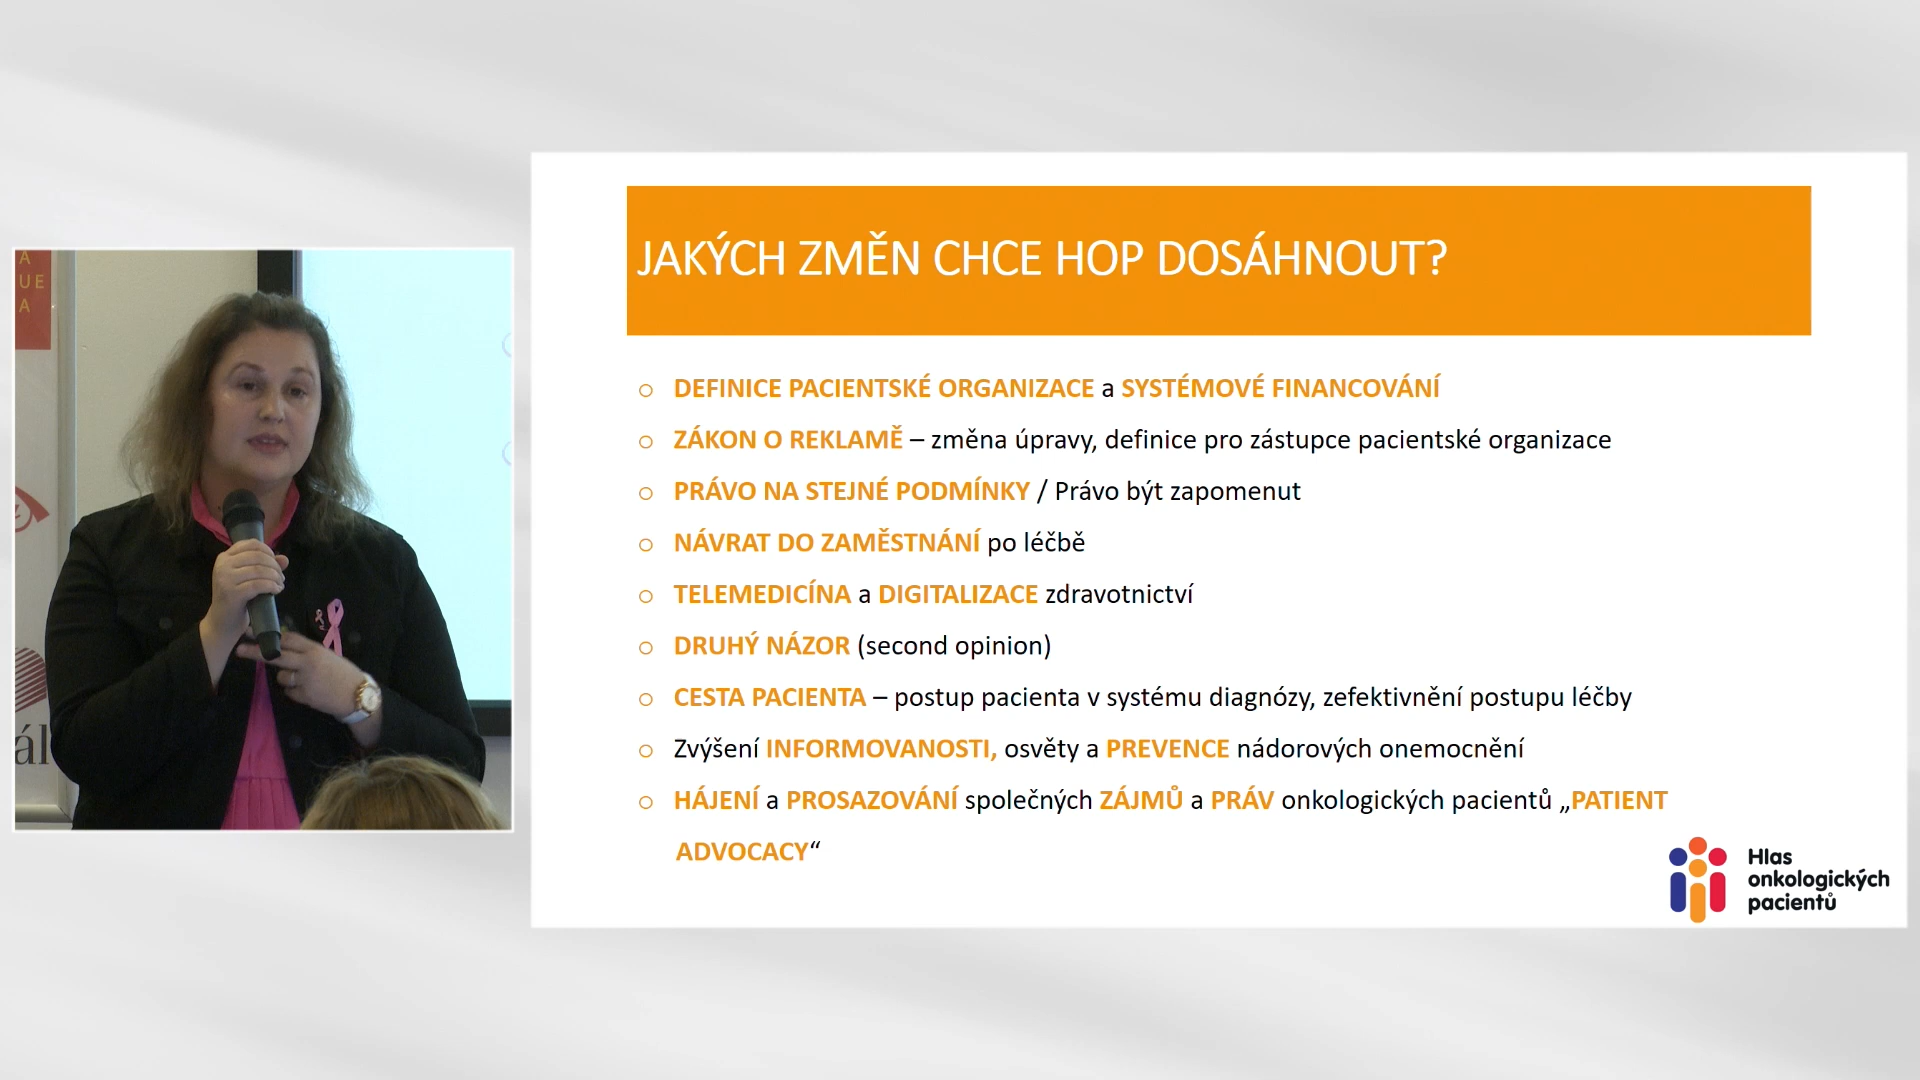 A
UE
A
ál
JAKÝCH ZMĚN CHCE HOP DOSÁHNOUT?
DEFINICE PACIENTSKÉ ORGANIZACE a SYSTÉMOVÉ FINANCOVÁNÍ
ZÁKON O REKLAMĚ – změna úpravy, definice pro zástupce pacientské organizace
PRÁVO NA STEJNÉ PODMÍNKY / Právo být zapomenut
NÁVRAT DO ZAMĚSTNÁNÍ po léčbě
TELEMEDICÍNA a DIGITALIZACE zdravotnictví
DRUHÝ NÁZOR (second opinion)
CESTA PACIENTA – postup pacienta v systému diagnózy, zefektivnění postupu léčby
Zvýšení INFORMOVANOSTI, osvěty a PREVENCE nádorových onemocnění
HÁJENÍ a PROSAZOVÁNÍ společných ZÁJMŮ a PRÁV onkologických pacientů „PATIENT
ADVOCACY“
Hlas
onkologických
pacientů